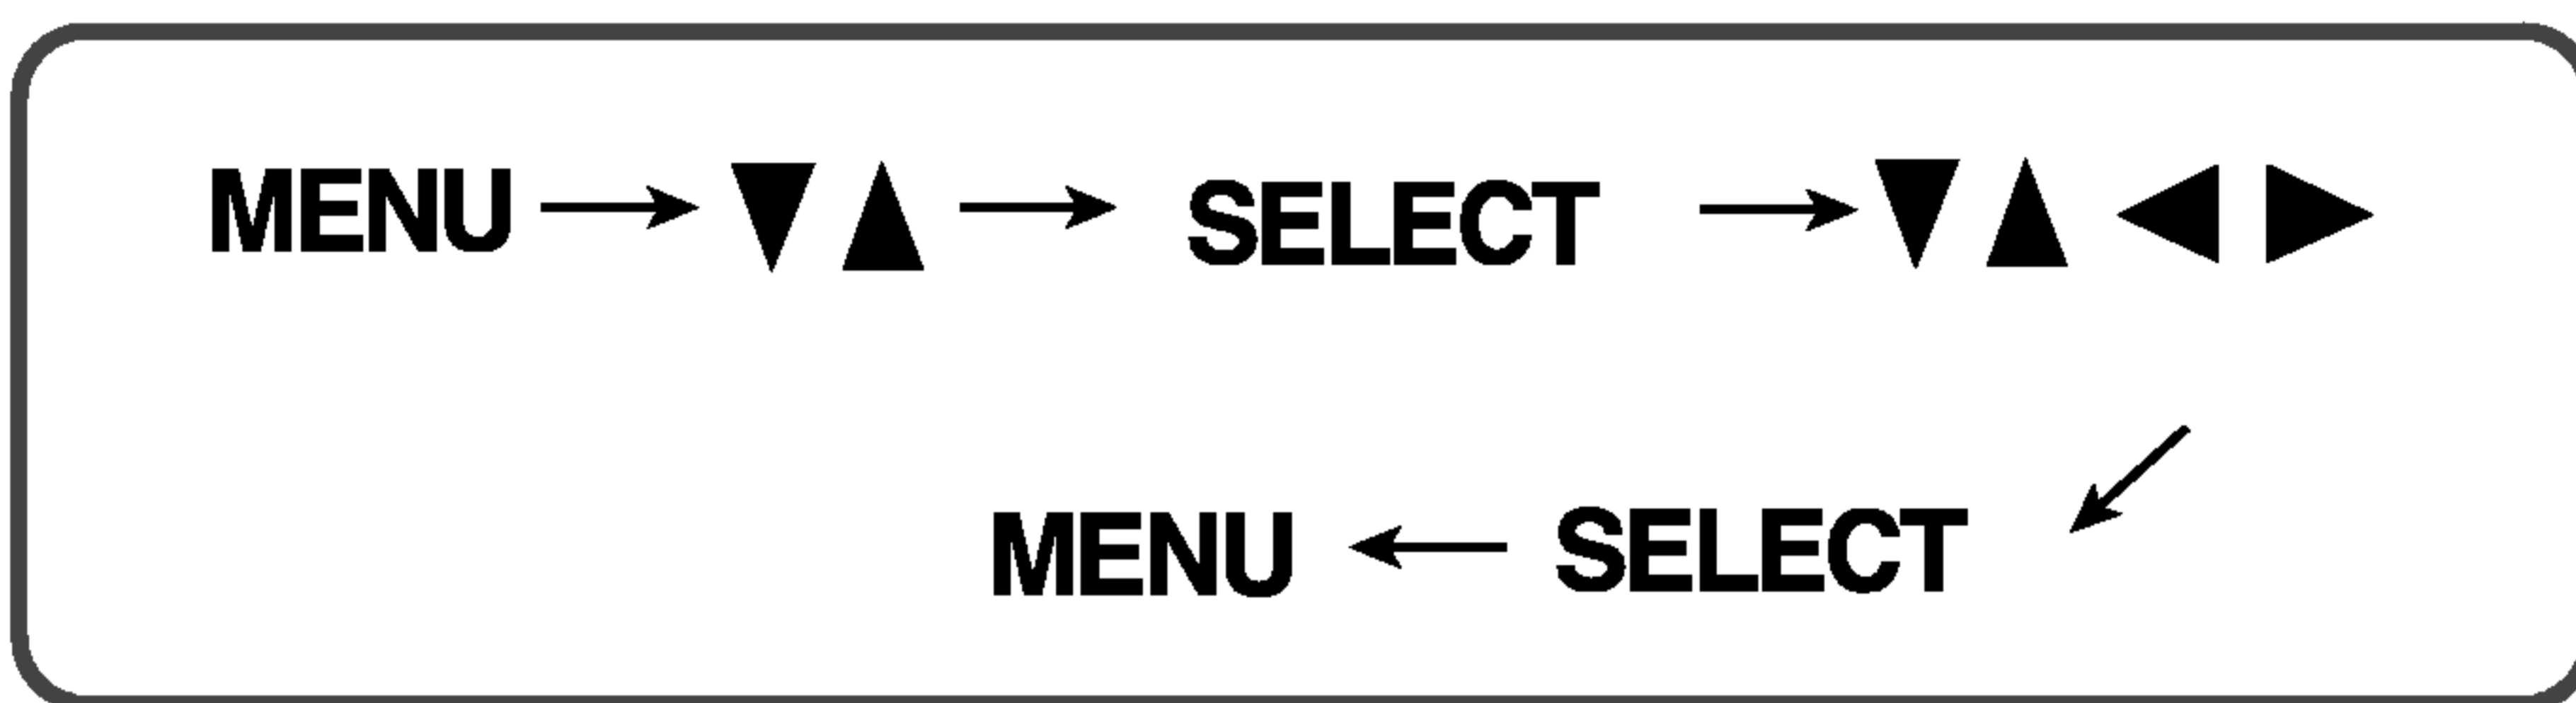 MENU → ▼ ▲ → SELECT → ▼ ▲ ◀ ▶
MENU ← SELECT